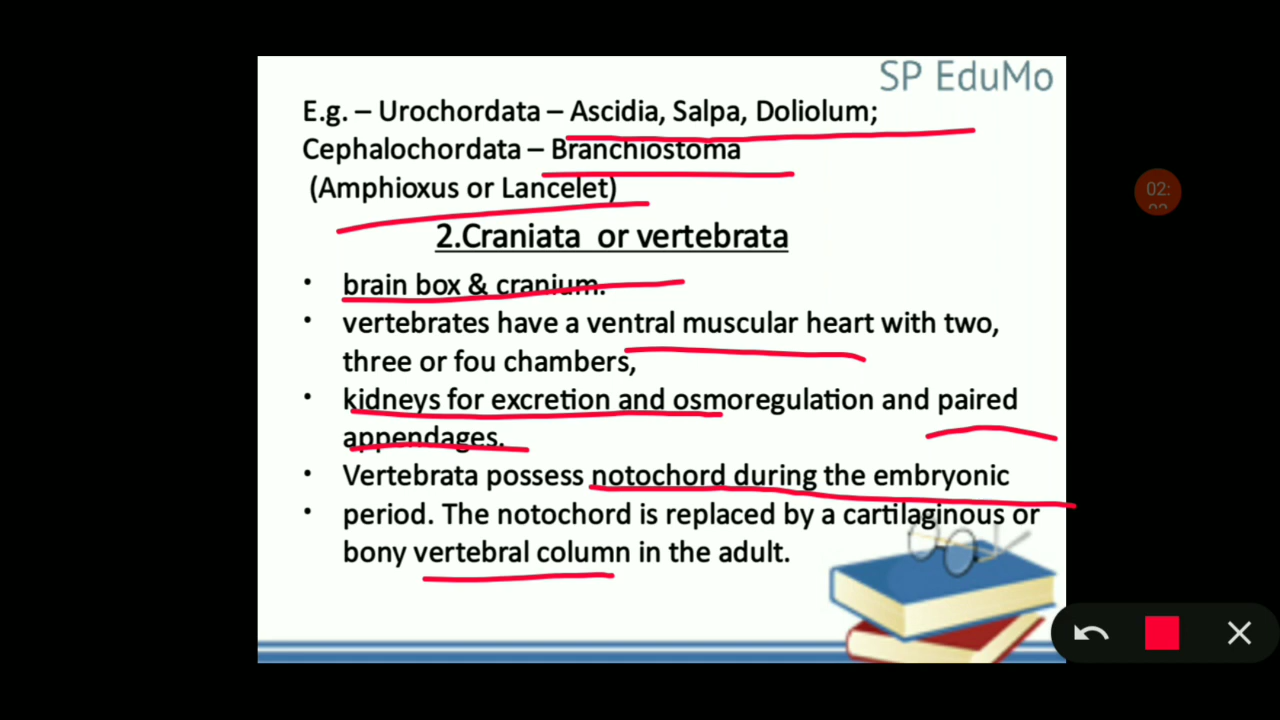 SP EduMo
E.g. – Urochordata – Ascidia, Salpa, Doliolum;
Cephalochordata – Branchiostoma
(Amphioxus or Lancelet)
2.Craniata or vertebrata
• brain box & cranium.
• vertebrates have a ventral muscular heart with two,
three or fou chambers,
• kidneys for excretion and osmoregulation and paired
appendages.
• Vertebrata possess notochord during the embryonic
• period. The notochord is replaced by a cartilaginous or
bony vertebral column in the adult.
02: